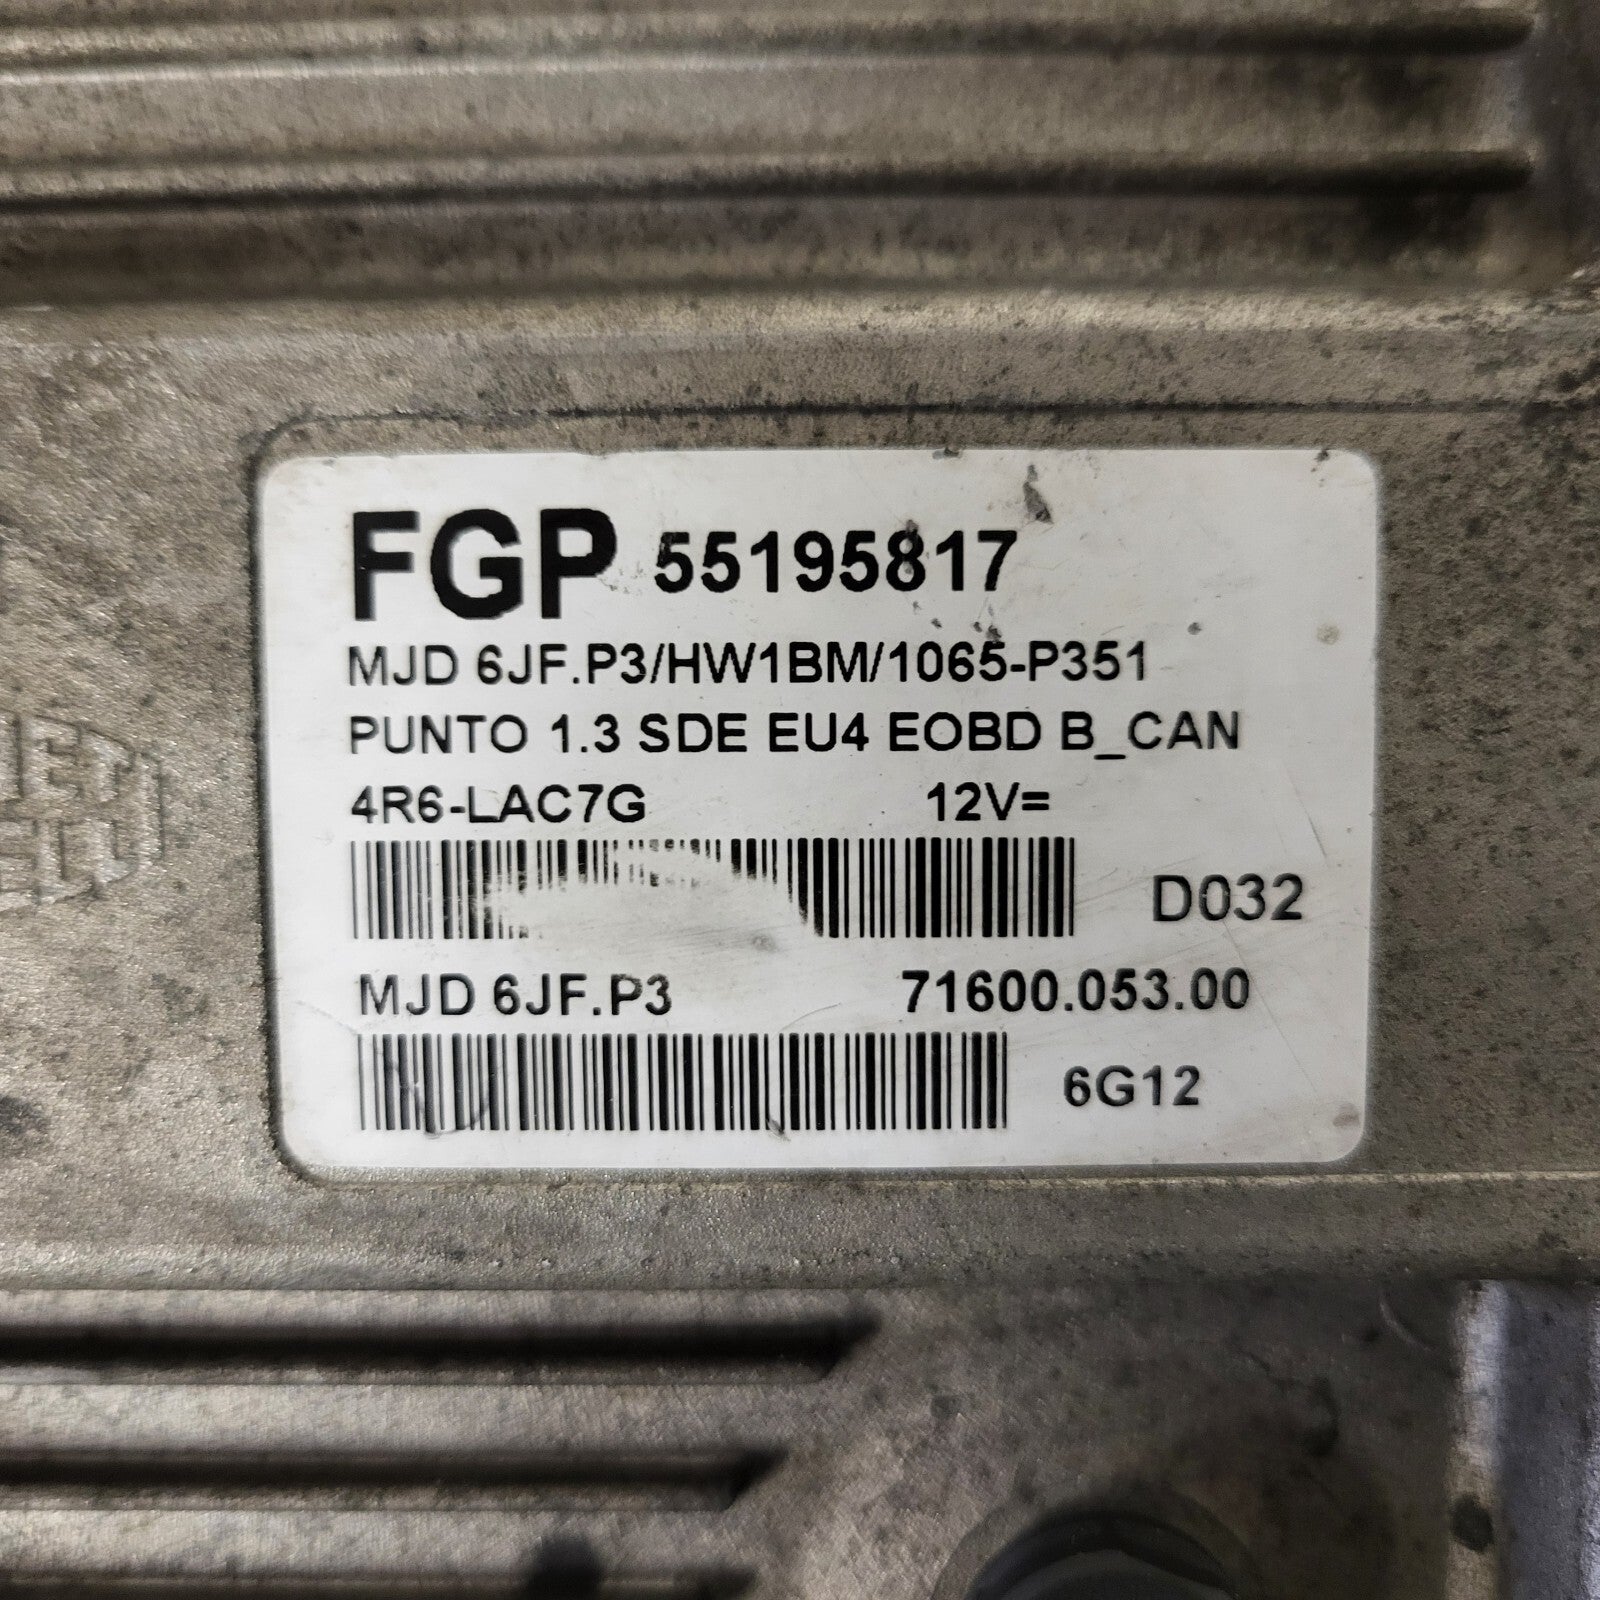 FGP 55195817
MJD 6JF.P3/HW1BM/1065-P351
PUNTO 1.3 SDE EU4 EOBD B_CAN
4R6-LAC7G 12V=
D032
MJD 6JF.P3 71600.053.00
6G12